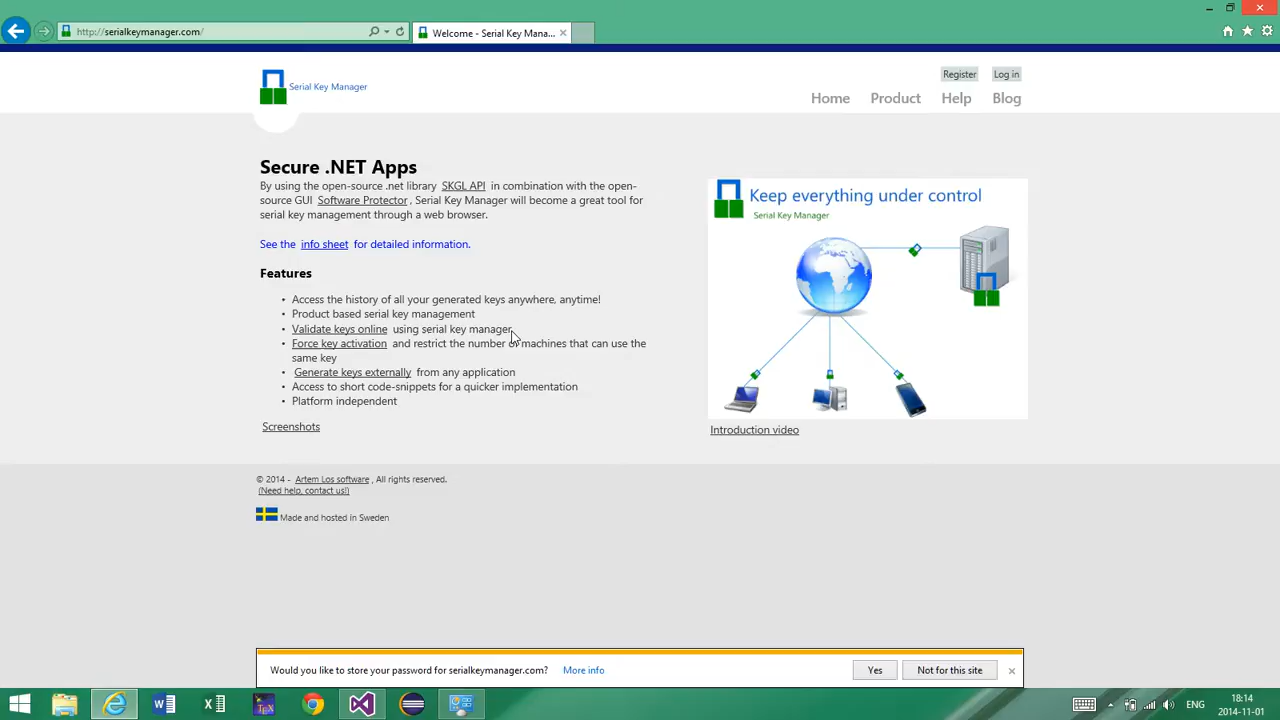 http://serialkeymanager.com/
Welcome - Serial Key Mana...
Register
Log in
Serial Key Manager
Home
Product
Help
Blog
Secure .NET Apps
By using the open-source .net library SKGL API in combination with the open-
source GUI Software Protector, Serial Key Manager will become a great tool for
serial key management through a web browser.
See the info sheet for detailed information.
Features
• Access the history of all your generated keys anywhere, anytime!
• Product based serial key management
• Validate keys online using serial key manager.
• Force key activation and restrict the number of machines that can use the
same key
• Generate keys externally from any application
• Access to short code-snippets for a quicker implementation
• Platform independent
Screenshots
Keep everything under control
Serial Key Manager
Introduction video
© 2014 - Artem Los software, All rights reserved.
(Need help, contact us!)
Made and hosted in Sweden
Would you like to store your password for serialkeymanager.com? More info
Yes
Not for this site
ENG
18:14
2014-11-01